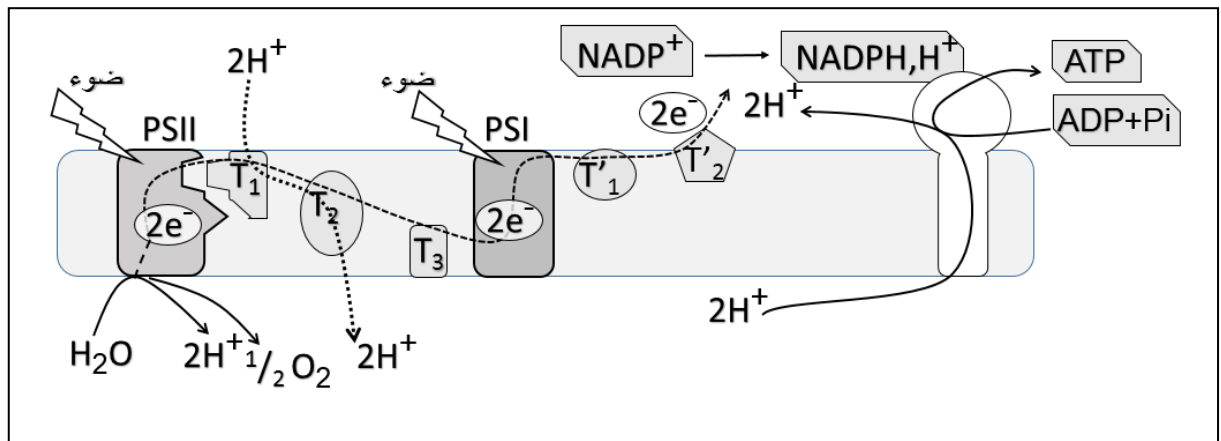 NADP⁺
NADPH,H⁺
ATP
2H⁺
ضوء
ضوء
2e⁻
2H⁺
ADP+Pi
PSII
PSI
T₁
T'₁
T'₂
T₂
2e⁻
2e⁻
T₃
2H⁺
H₂O
2H⁺
¹/₂ O₂
2H⁺